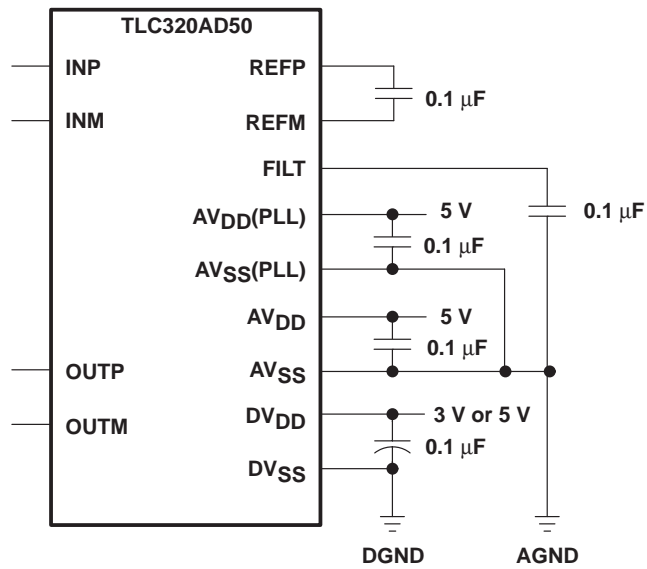 TLC320AD50
INP
REFP
0.1 μF
INM
REFM
FILT
0.1 μF
AVDD(PLL)
5 V
0.1 μF
AVSS(PLL)
AVDD
5 V
0.1 μF
OUTP
AVSS
OUTM
DVDD
3 V or 5 V
0.1 μF
DVSS
DGND
AGND